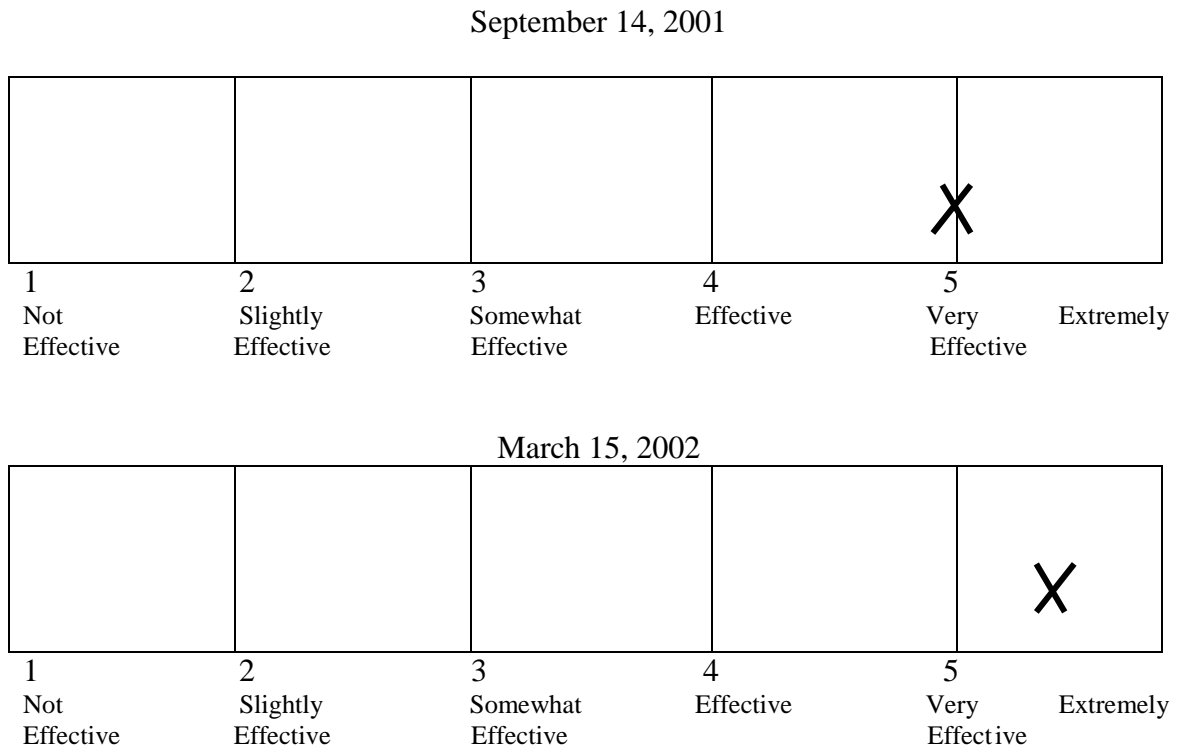 September 14, 2001
1 2 3 4 5
Not Slightly Somewhat Effective Very Extremely
Effective Effective Effective Effective
March 15, 2002
1 2 3 4 5
Not Slightly Somewhat Effective Very Extremely
Effective Effective Effective Effective